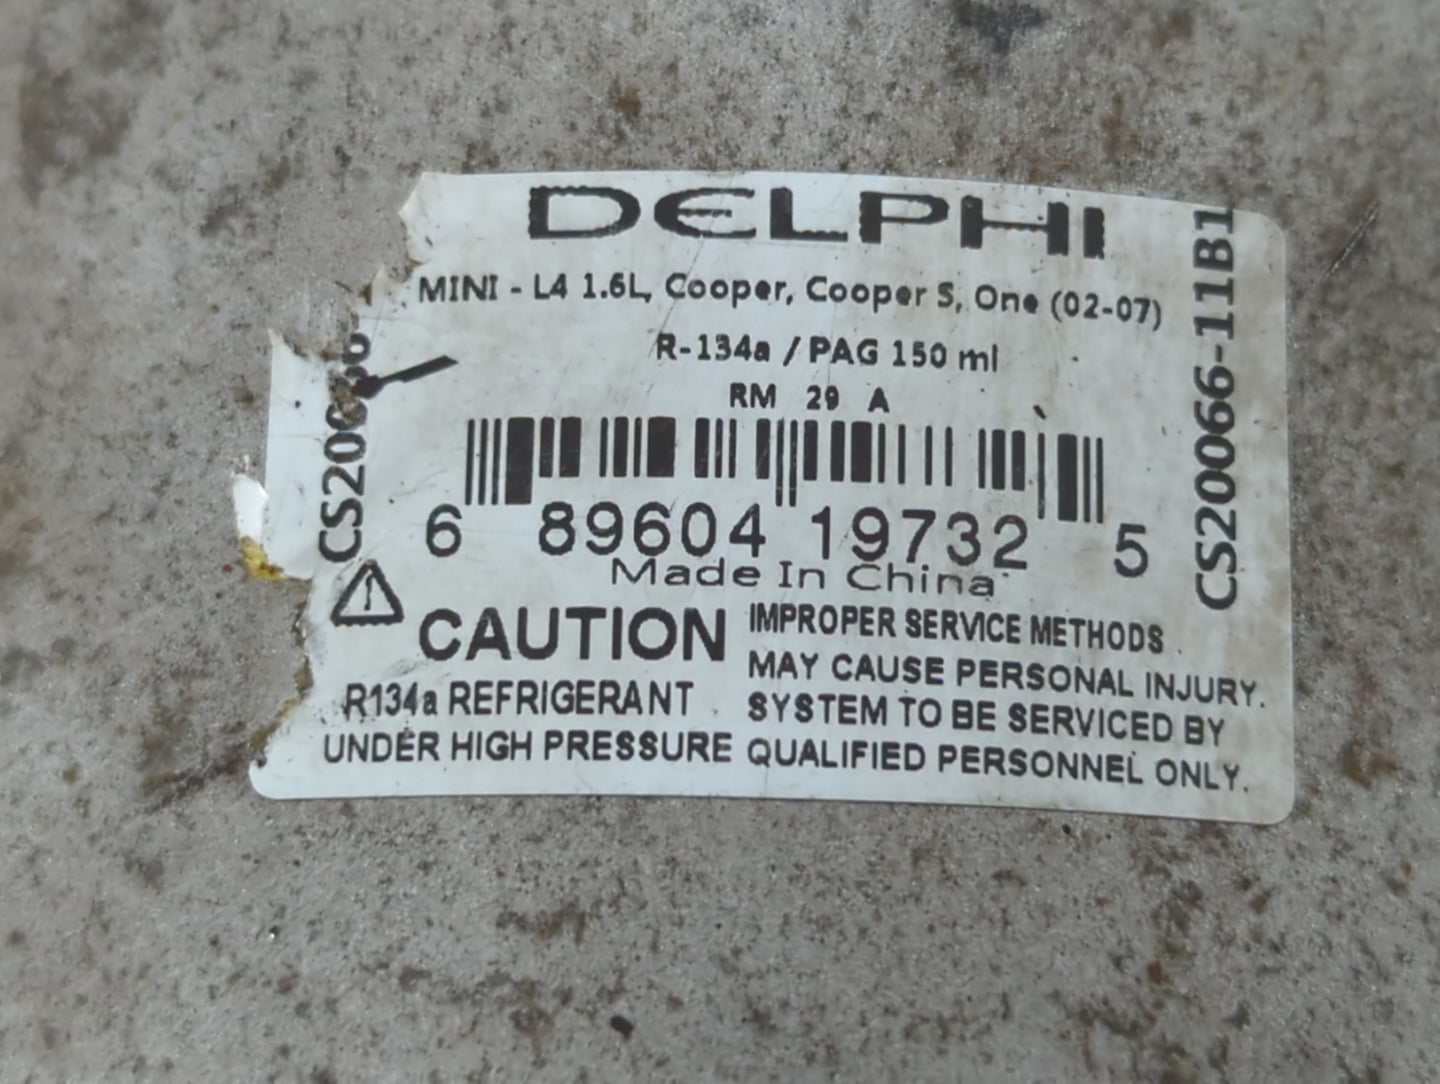 DELPHI
MINI - L4 1.6L, Cooper, Cooper S, One (02-07)
R-134a / PAG 150 ml
RM 29 A
6 89604 19732 5
Made In China
CAUTION
R134a REFRIGERANT
UNDER HIGH PRESSURE
IMPROPER SERVICE METHODS
MAY CAUSE PERSONAL INJURY.
SYSTEM TO BE SERVICED BY
QUALIFIED PERSONNEL ONLY.
CS20066-11B1